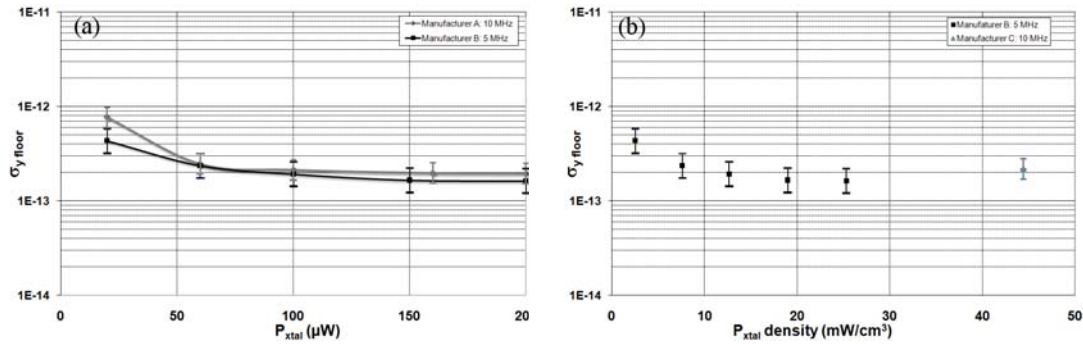 (a)
Manufacturer A: 10 MHz
Manufacturer B: 5 MHz
1E-11
1E-12
1E-13
1E-14
σy floor
0
50
100
150
20
Pxtal (µW)
(b)
Manufaturer B: 5 MHz
Manufacturer C: 10 MHz
1E-11
1E-12
1E-13
1E-14
σy floor
0
10
20
30
40
50
Pxtal density (mW/cm³)